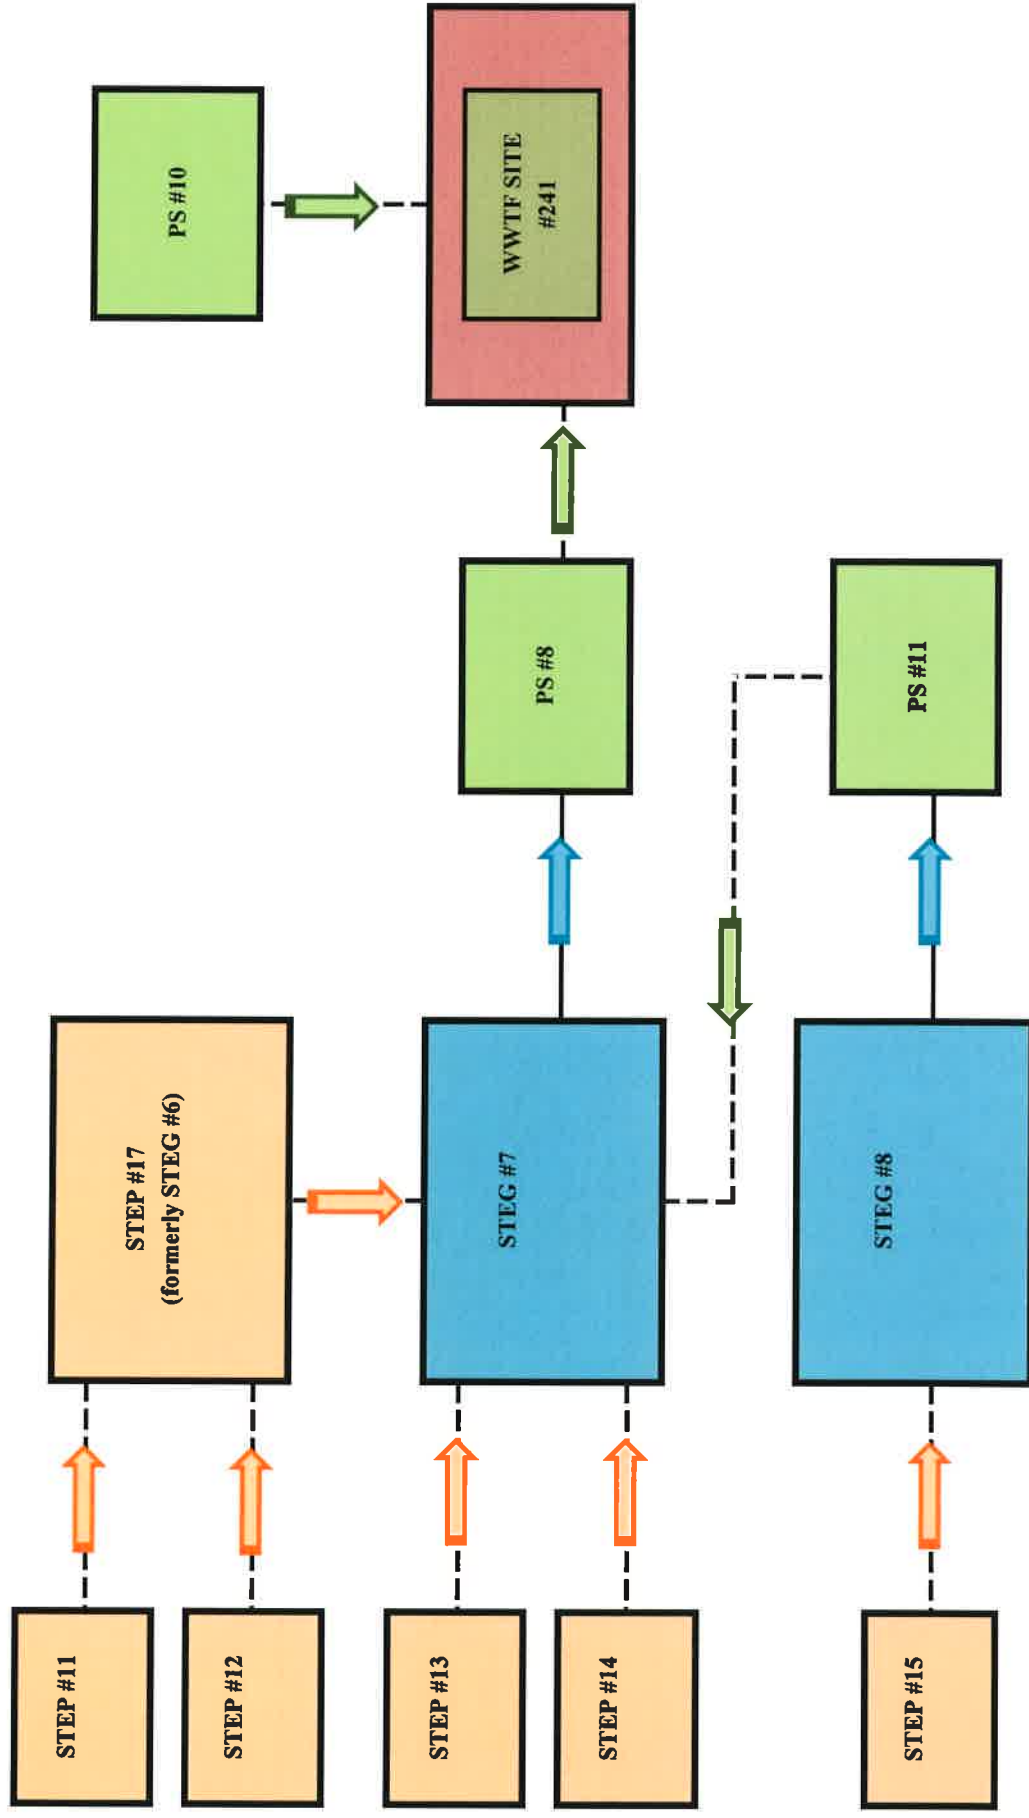 STEP #11
STEP #12
STEP #13
STEP #14
STEP #15
STEP #17
(formerly STEG #6)
STEG #7
STEG #8
PS #8
PS #11
PS #10
WWTF SITE
#241